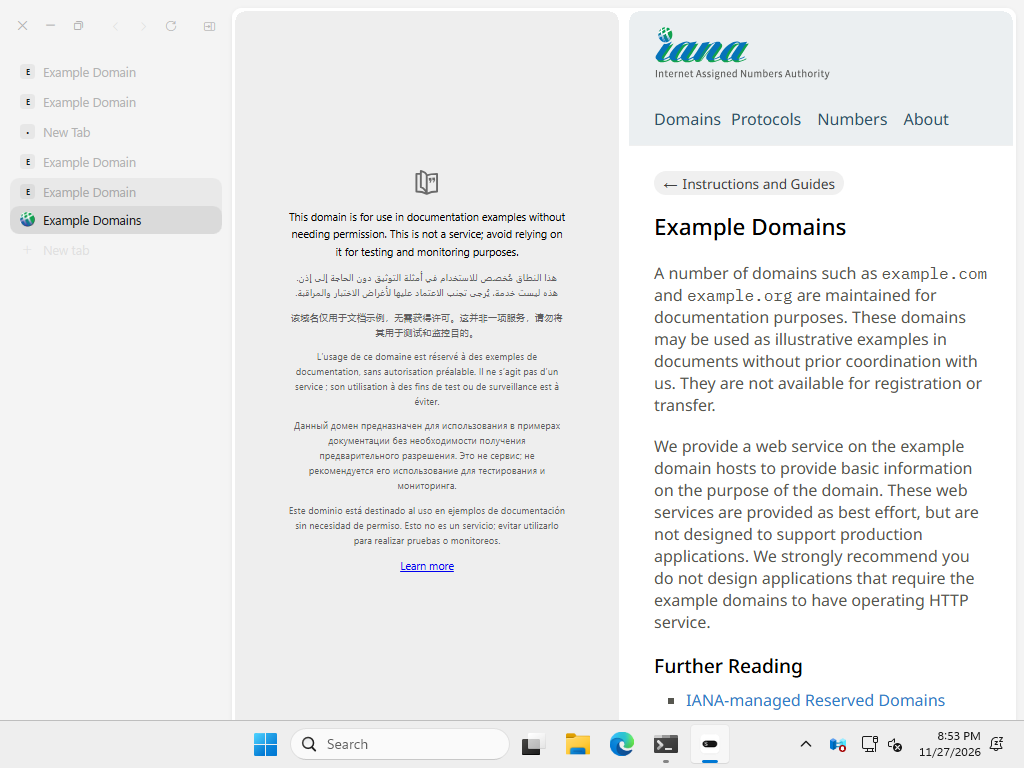 E Example Domain
E Example Domain
New Tab
E Example Domain
E Example Domain
Example Domains
+ New tab
This domain is for use in documentation examples without
needing permission. This is not a service; avoid relying on
it for testing and monitoring purposes.
هذا النطاق مُخصص للاستخدام في أمثلة التوثيق دون الحاجة إلى إذن.
هذه ليست خدمة، يُرجى تجنب الاعتماد عليها لأغراض الاختبار والمراقبة.
该域名仅用于文档示例，无需获得许可。这并非一项服务，请勿将
其用于测试和监控目的。
L'usage de ce domaine est réservé à des exemples de
documentation, sans autorisation préalable. Il ne s'agit pas d'un
service ; son utilisation à des fins de test ou de surveillance est à
éviter.
Данный домен предназначен для использования в примерах
документации без необходимости получения
предварительного разрешения. Это не сервис; не
рекомендуется его использование для тестирования и
мониторинга.
Este dominio está destinado al uso en ejemplos de documentación
sin necesidad de permiso. Esto no es un servicio; evitar utilizarlo
para realizar pruebas o monitoreos.
Learn more
iana
Internet Assigned Numbers Authority
Domains Protocols Numbers About
← Instructions and Guides
Example Domains
A number of domains such as example.com
and example.org are maintained for
documentation purposes. These domains
may be used as illustrative examples in
documents without prior coordination with
us. They are not available for registration or
transfer.
We provide a web service on the example
domain hosts to provide basic information
on the purpose of the domain. These web
services are provided as best effort, but are
not designed to support production
applications. We strongly recommend you
do not design applications that require the
example domains to have operating HTTP
service.
Further Reading
IANA-managed Reserved Domains
Search
8:53 PM
11/27/2026